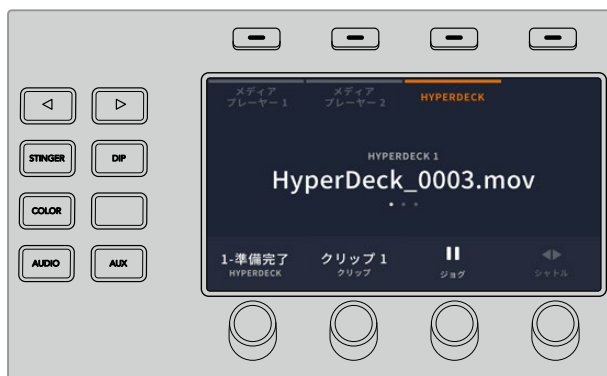 メディア
プレーヤー 1
メディア
プレーヤー 2
HYPERDECK
HYPERDECK 1
HyperDeck_0003.mov
STINGER
DIP
COLOR
AUDIO
AUX
1-準備完了
HYPERDECK
クリップ 1
クリップ
ジョグ
シャトル